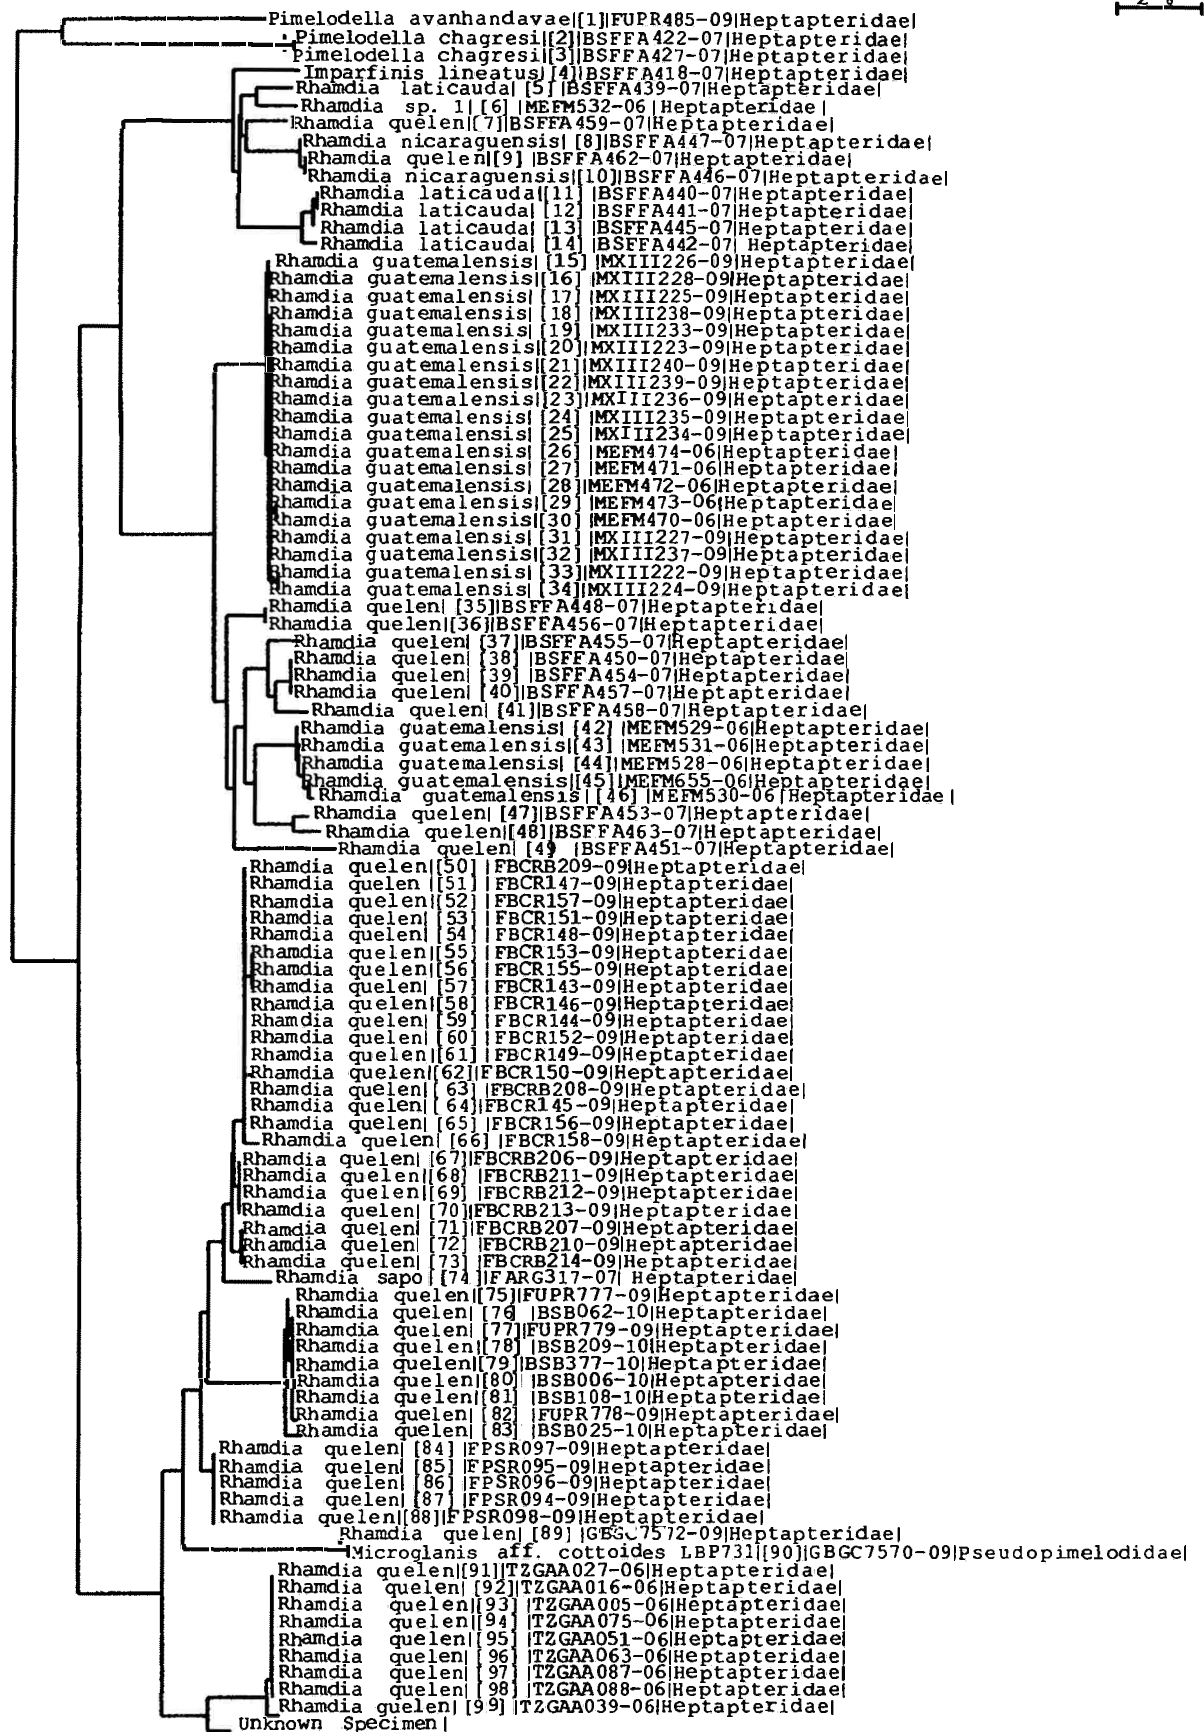 2 %
Pimelodella avanhandavae|[1]|FUPR485-09|Heptapteridae|
Pimelodella chagresi|[2]|BSFFA422-07|Heptapteridae|
Pimelodella chagresi|[3]|BSFFA427-07|Heptapteridae|
Imparfinis lineatus|[4]|BSFFA418-07|Heptapteridae|
Rhamdia laticauda|[5]|BSFFA439-07|Heptapteridae|
Rhamdia sp. 1|[6]|MEFM532-06|Heptapteridae|
Rhamdia quelen|[7]|BSFFA459-07|Heptapteridae|
Rhamdia nicaraguensis|[8]|BSFFA447-07|Heptapteridae|
Rhamdia quelen|[9]|BSFFA462-07|Heptapteridae|
Rhamdia nicaraguensis|[10]|BSFFA446-07|Heptapteridae|
Rhamdia laticauda|[11]|BSFFA440-07|Heptapteridae|
Rhamdia laticauda|[12]|BSFFA441-07|Heptapteridae|
Rhamdia laticauda|[13]|BSFFA445-07|Heptapteridae|
Rhamdia laticauda|[14]|BSFFA442-07|Heptapteridae|
Rhamdia guatemalensis|[15]|MXIII226-09|Heptapteridae|
Rhamdia guatemalensis|[16]|MXIII228-09|Heptapteridae|
Rhamdia guatemalensis|[17]|MXIII225-09|Heptapteridae|
Rhamdia guatemalensis|[18]|MXIII238-09|Heptapteridae|
Rhamdia guatemalensis|[19]|MXIII233-09|Heptapteridae|
Rhamdia guatemalensis|[20]|MXIII223-09|Heptapteridae|
Rhamdia guatemalensis|[21]|MXIII240-09|Heptapteridae|
Rhamdia guatemalensis|[22]|MXIII239-09|Heptapteridae|
Rhamdia guatemalensis|[23]|MXIII236-09|Heptapteridae|
Rhamdia guatemalensis|[24]|MXIII235-09|Heptapteridae|
Rhamdia guatemalensis|[25]|MXIII234-09|Heptapteridae|
Rhamdia guatemalensis|[26]|MEFM474-06|Heptapteridae|
Rhamdia guatemalensis|[27]|MEFM471-06|Heptapteridae|
Rhamdia guatemalensis|[28]|MEFM472-06|Heptapteridae|
Rhamdia guatemalensis|[29]|MEFM473-06|Heptapteridae|
Rhamdia guatemalensis|[30]|MEFM470-06|Heptapteridae|
Rhamdia guatemalensis|[31]|MXIII227-09|Heptapteridae|
Rhamdia guatemalensis|[32]|MXIII237-09|Heptapteridae|
Rhamdia guatemalensis|[33]|MXIII222-09|Heptapteridae|
Rhamdia guatemalensis|[34]|MXIII224-09|Heptapteridae|
Rhamdia quelen|[35]|BSFFA448-07|Heptapteridae|
Rhamdia quelen|[36]|BSFFA456-07|Heptapteridae|
Rhamdia quelen|[37]|BSFFA455-07|Heptapteridae|
Rhamdia quelen|[38]|BSFFA450-07|Heptapteridae|
Rhamdia quelen|[39]|BSFFA454-07|Heptapteridae|
Rhamdia quelen|[40]|BSFFA457-07|Heptapteridae|
Rhamdia quelen|[41]|BSFFA458-07|Heptapteridae|
Rhamdia guatemalensis|[42]|MEFM529-06|Heptapteridae|
Rhamdia guatemalensis|[43]|MEFM531-06|Heptapteridae|
Rhamdia guatemalensis|[44]|MEFM528-06|Heptapteridae|
Rhamdia guatemalensis|[45]|MEFM655-06|Heptapteridae|
Rhamdia guatemalensis|[46]|MEFM530-06|Heptapteridae|
Rhamdia quelen|[47]|BSFFA453-07|Heptapteridae|
Rhamdia quelen|[48]|BSFFA463-07|Heptapteridae|
Rhamdia quelen|[49]|BSFFA451-07|Heptapteridae|
Rhamdia quelen|[50]|FBCRB209-09|Heptapteridae|
Rhamdia quelen|[51]|FBCR147-09|Heptapteridae|
Rhamdia quelen|[52]|FBCR157-09|Heptapteridae|
Rhamdia quelen|[53]|FBCR151-09|Heptapteridae|
Rhamdia quelen|[54]|FBCR148-09|Heptapteridae|
Rhamdia quelen|[55]|FBCR153-09|Heptapteridae|
Rhamdia quelen|[56]|FBCR155-09|Heptapteridae|
Rhamdia quelen|[57]|FBCR143-09|Heptapteridae|
Rhamdia quelen|[58]|FBCR146-09|Heptapteridae|
Rhamdia quelen|[59]|FBCR144-09|Heptapteridae|
Rhamdia quelen|[60]|FBCR152-09|Heptapteridae|
Rhamdia quelen|[61]|FBCR149-09|Heptapteridae|
Rhamdia quelen|[62]|FBCR150-09|Heptapteridae|
Rhamdia quelen|[63]|FBCRB208-09|Heptapteridae|
Rhamdia quelen|[64]|FBCR145-09|Heptapteridae|
Rhamdia quelen|[65]|FBCR156-09|Heptapteridae|
Rhamdia quelen|[66]|FBCR158-09|Heptapteridae|
Rhamdia quelen|[67]|FBCRB206-09|Heptapteridae|
Rhamdia quelen|[68]|FBCRB211-09|Heptapteridae|
Rhamdia quelen|[69]|FBCRB212-09|Heptapteridae|
Rhamdia quelen|[70]|FBCRB213-09|Heptapteridae|
Rhamdia quelen|[71]|FBCRB207-09|Heptapteridae|
Rhamdia quelen|[72]|FBCRB210-09|Heptapteridae|
Rhamdia quelen|[73]|FBCRB214-09|Heptapteridae|
Rhamdia sapo|[74]|FARG317-07|Heptapteridae|
Rhamdia quelen|[75]|FUPR777-09|Heptapteridae|
Rhamdia quelen|[76]|BSB062-10|Heptapteridae|
Rhamdia quelen|[77]|FUPR779-09|Heptapteridae|
Rhamdia quelen|[78]|BSB209-10|Heptapteridae|
Rhamdia quelen|[79]|BSB377-10|Heptapteridae|
Rhamdia quelen|[80]|BSB006-10|Heptapteridae|
Rhamdia quelen|[81]|BSB108-10|Heptapteridae|
Rhamdia quelen|[82]|FUPR778-09|Heptapteridae|
Rhamdia quelen|[83]|BSB025-10|Heptapteridae|
Rhamdia quelen|[84]|FPSR097-09|Heptapteridae|
Rhamdia quelen|[85]|FPSR095-09|Heptapteridae|
Rhamdia quelen|[86]|FPSR096-09|Heptapteridae|
Rhamdia quelen|[87]|FPSR094-09|Heptapteridae|
Rhamdia quelen|[88]|FPSR098-09|Heptapteridae|
Rhamdia quelen|[89]|GBGC7572-09|Heptapteridae|
Microglanis aff. cottoides LBP731|[90]|GBGC7570-09|Pseudopimelodidae|
Rhamdia quelen|[91]|TZGAA027-06|Heptapteridae|
Rhamdia quelen|[92]|TZGAA016-06|Heptapteridae|
Rhamdia quelen|[93]|TZGAA005-06|Heptapteridae|
Rhamdia quelen|[94]|TZGAA075-06|Heptapteridae|
Rhamdia quelen|[95]|TZGAA051-06|Heptapteridae|
Rhamdia quelen|[96]|TZGAA063-06|Heptapteridae|
Rhamdia quelen|[97]|TZGAA087-06|Heptapteridae|
Rhamdia quelen|[98]|TZGAA088-06|Heptapteridae|
Rhamdia quelen|[99]|TZGAA039-06|Heptapteridae|
Unknown Specimen|